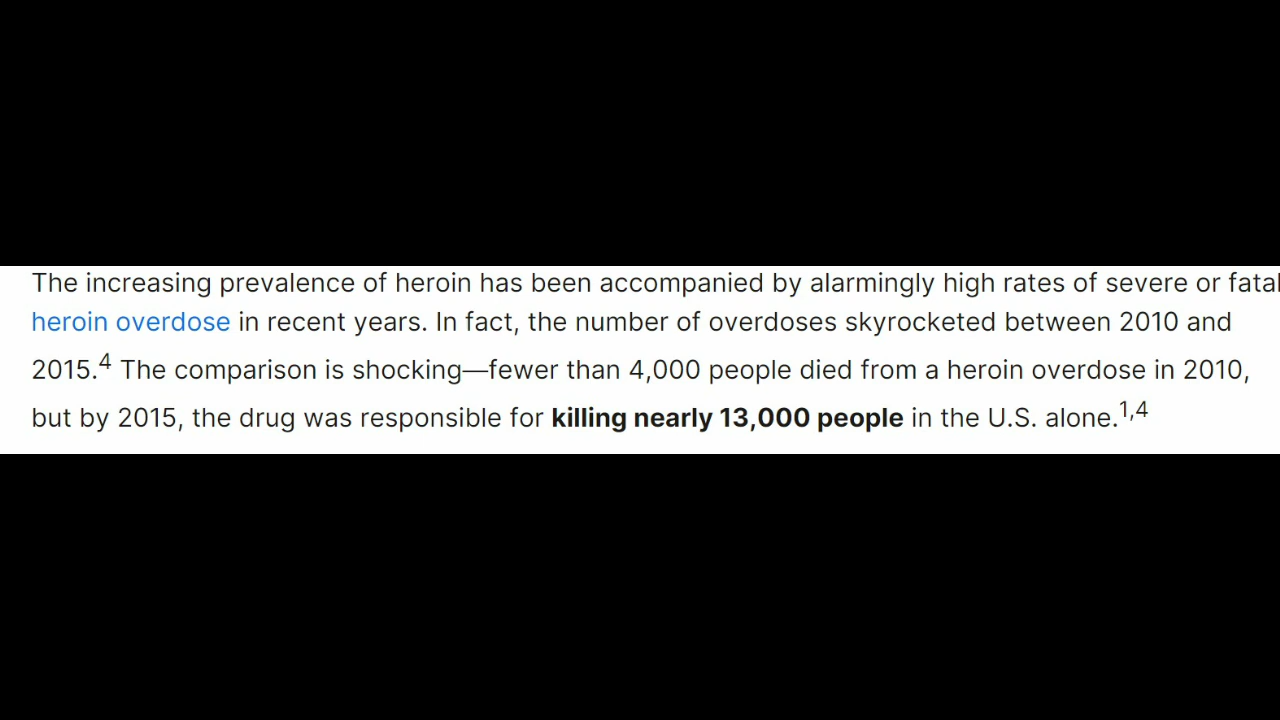 The increasing prevalence of heroin has been accompanied by alarmingly high rates of severe or fatal
heroin overdose in recent years. In fact, the number of overdoses skyrocketed between 2010 and
2015.4 The comparison is shocking—fewer than 4,000 people died from a heroin overdose in 2010,
but by 2015, the drug was responsible for killing nearly 13,000 people in the U.S. alone.1,4